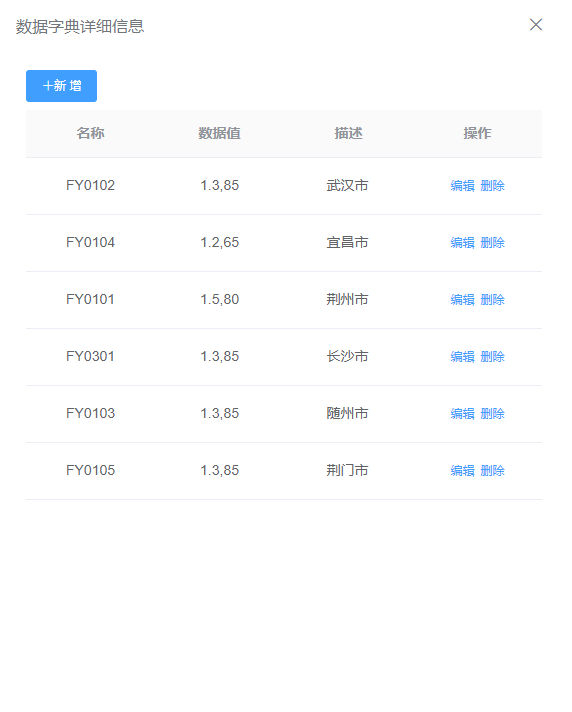 数据字典详细信息
+新 增
名称 数据值 描述 操作
FY0102 1.3,85 武汉市 编辑 删除
FY0104 1.2,65 宜昌市 编辑 删除
FY0101 1.5,80 荆州市 编辑 删除
FY0301 1.3,85 长沙市 编辑 删除
FY0103 1.3,85 随州市 编辑 删除
FY0105 1.3,85 荆门市 编辑 删除